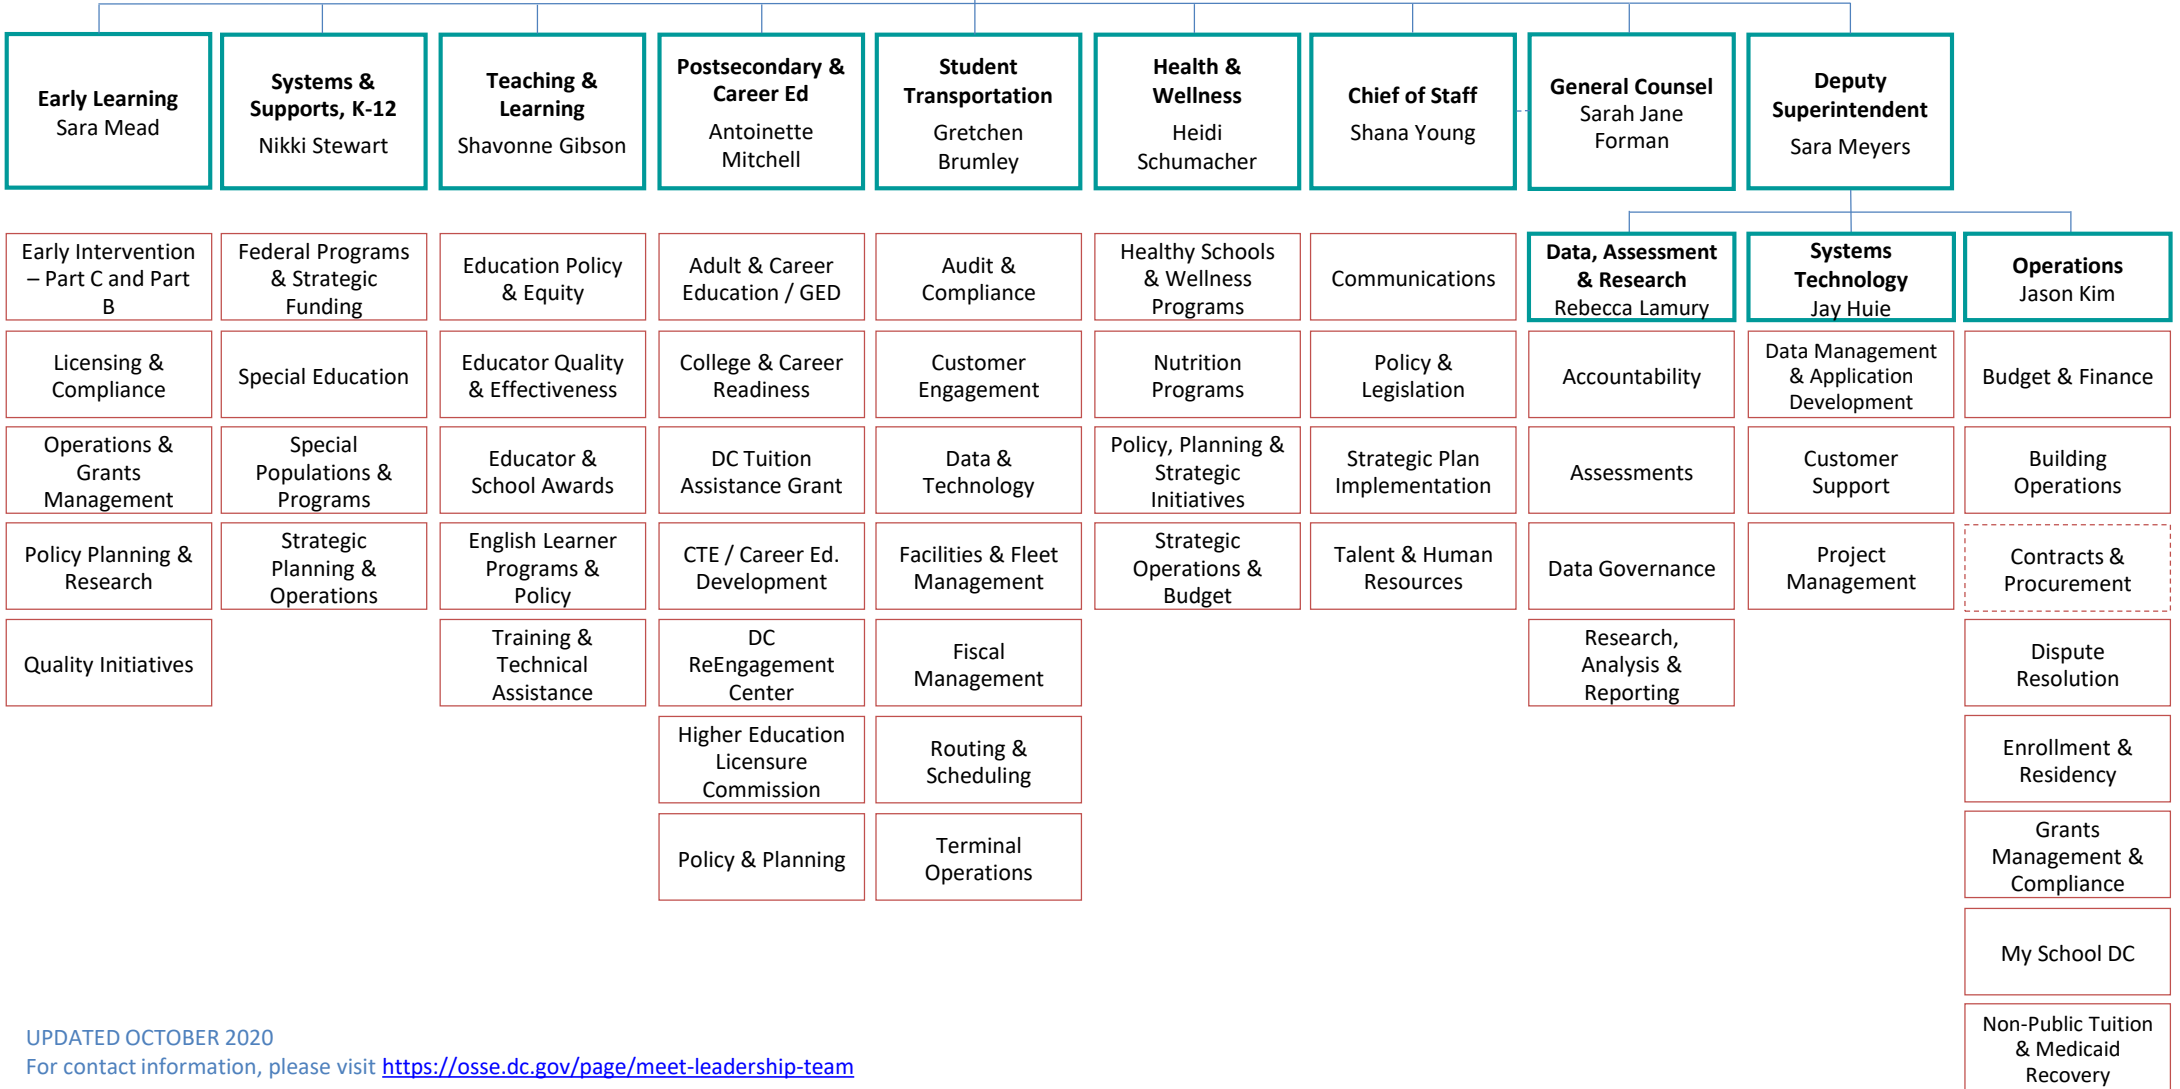 Early Learning
Sara Mead
Systems &
Supports, K-12
Nikki Stewart
Teaching &
Learning
Shavonne Gibson
Postsecondary &
Career Ed
Antoinette
Mitchell
Student
Transportation
Gretchen
Brumley
Health &
Wellness
Heidi
Schumacher
Chief of Staff
Shana Young
General Counsel
Sarah Jane
Forman
Deputy
Superintendent
Sara Meyers
Early Intervention
– Part C and Part
B
Licensing &
Compliance
Operations &
Grants
Management
Policy Planning &
Research
Quality Initiatives
Federal Programs
& Strategic
Funding
Special Education
Special
Populations &
Programs
Strategic
Planning &
Operations
Education Policy
& Equity
Educator Quality
& Effectiveness
Educator &
School Awards
English Learner
Programs &
Policy
Training &
Technical
Assistance
Adult & Career
Education / GED
College & Career
Readiness
DC Tuition
Assistance Grant
CTE / Career Ed.
Development
DC
ReEngagement
Center
Higher Education
Licensure
Commission
Policy & Planning
Audit &
Compliance
Customer
Engagement
Data &
Technology
Facilities & Fleet
Management
Fiscal
Management
Routing &
Scheduling
Terminal
Operations
Healthy Schools
& Wellness
Programs
Nutrition
Programs
Policy, Planning &
Strategic
Initiatives
Strategic
Operations &
Budget
Communications
Policy &
Legislation
Strategic Plan
Implementation
Talent & Human
Resources
Data, Assessment
& Research
Rebecca Lamury
Accountability
Assessments
Data Governance
Research,
Analysis &
Reporting
Systems
Technology
Jay Huie
Data Management
& Application
Development
Customer
Support
Project
Management
Operations
Jason Kim
Budget & Finance
Building
Operations
Contracts &
Procurement
Dispute
Resolution
Enrollment &
Residency
Grants
Management &
Compliance
My School DC
Non-Public Tuition
& Medicaid
Recovery
UPDATED OCTOBER 2020
For contact information, please visit https://osse.dc.gov/page/meet-leadership-team